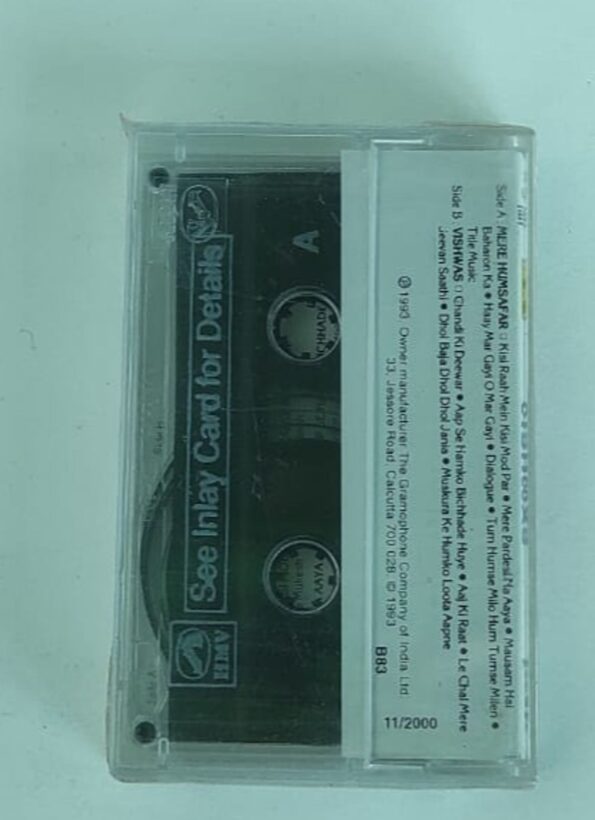 Side A : MERE HUMSAFAR □ Kisi Raah Mein Kisi Mod Par ● Mere Pardesi Na Aaya ● Mausam Hai
Baharon Ka ● Haay Mar Gayi O Mar Gayi ● Dialogue ● Tum Humse Milo Hum Tumse Milen ●
Title Music
Side B : VISHWAS □ Chandi Ki Deewar ● Aap Se Hamko Bichhade Huye ● Aaj Ki Raat ● Le Chal Mere
Jeevan Saathi ● Dhol Baja Dhol Dhol Jania ● Muskura Ke Humko Loota Aapne
℗ 1993. Owner manufacturer The Gramophone Company of India Ltd
33, Jessore Road, Calcutta 700 028. © 1993
B83
11/2000
A
See Inlay Card for Details
HMV